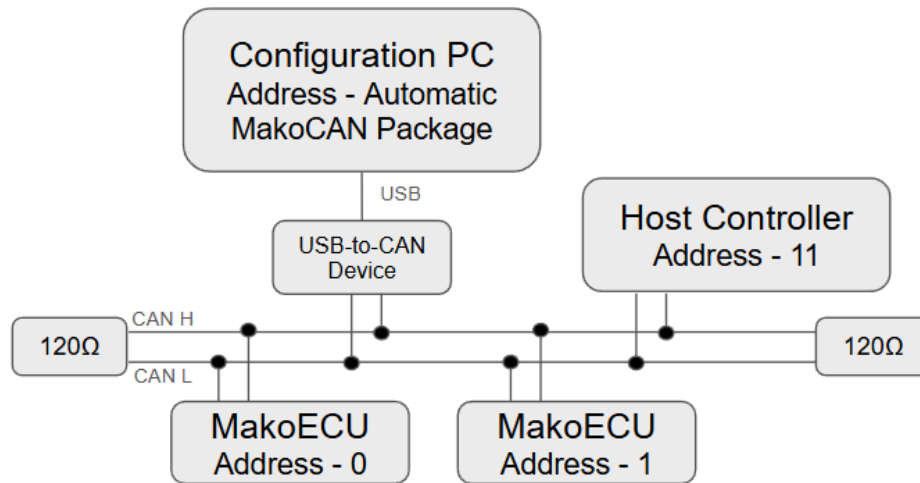 Configuration PC
Address - Automatic
MakoCAN Package
USB
USB-to-CAN
Device
Host Controller
Address - 11
CAN H
120Ω
120Ω
CAN L
MakoECU
Address - 0
MakoECU
Address - 1